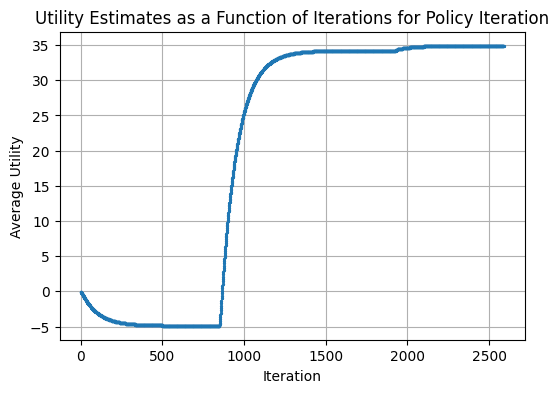 Utility Estimates as a Function of Iterations for Policy Iteration
35
30
25
20
15
10
5
0
−5
Average Utility
0 500 1000 1500 2000 2500
Iteration